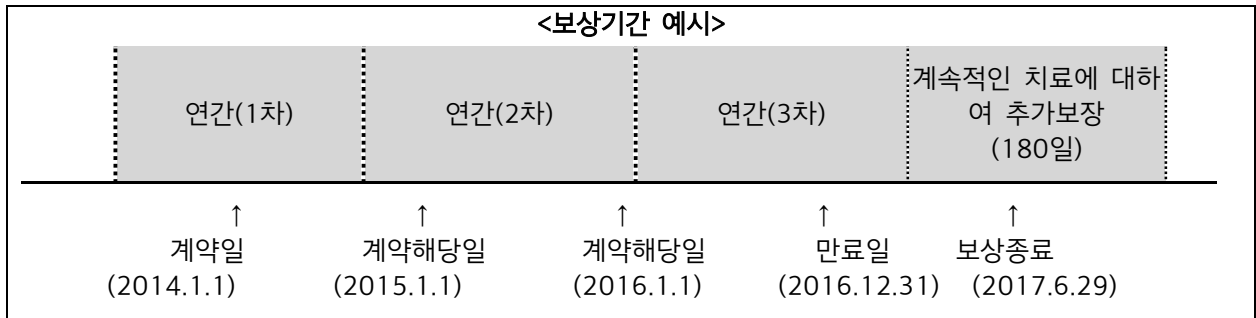 <보상기간 예시>
연간(1차) 연간(2차) 연간(3차) 계속적인 치료에 대하
여 추가보장
(180일)
↑ ↑ ↑ ↑ ↑
계약일 계약해당일 계약해당일 만료일 보상종료
(2014.1.1) (2015.1.1) (2016.1.1) (2016.12.31) (2017.6.29)